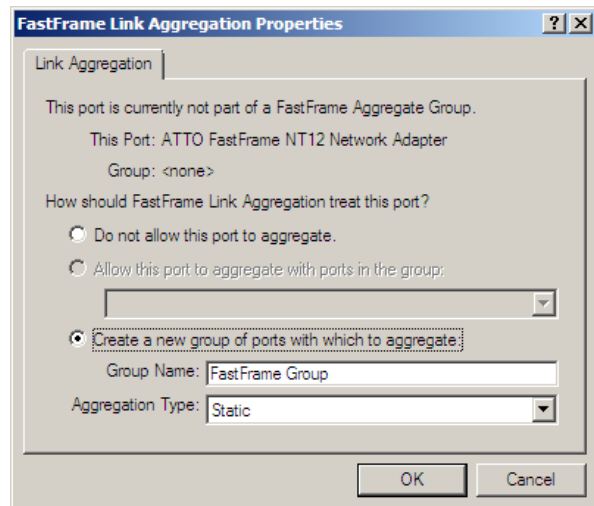 FastFrame Link Aggregation Properties
Link Aggregation
This port is currently not part of a FastFrame Aggregate Group.
This Port: ATTO FastFrame NT12 Network Adapter
Group: <none>
How should FastFrame Link Aggregation treat this port?
Do not allow this port to aggregate.
Allow this port to aggregate with ports in the group:
Create a new group of ports with which to aggregate:
Group Name: FastFrame Group
Aggregation Type: Static
OK Cancel